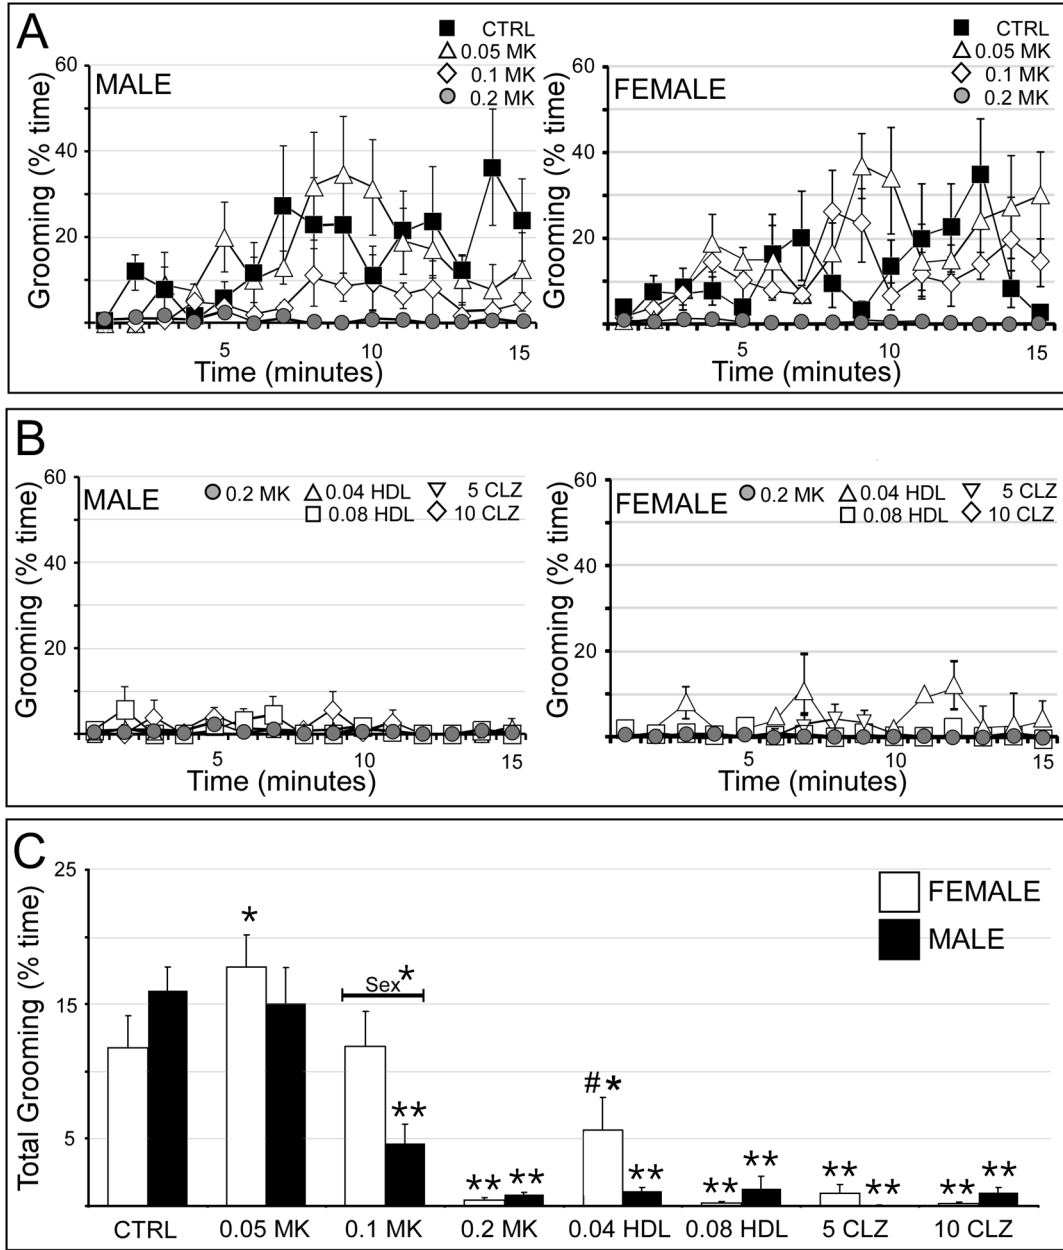 A
MALE
CTRL
0.05 MK
0.1 MK
0.2 MK
60
40
20
Grooming (% time)
5
10
15
Time (minutes)
FEMALE
CTRL
0.05 MK
0.1 MK
0.2 MK
60
40
20
Grooming (% time)
5
10
15
Time (minutes)
B
MALE
0.2 MK
0.04 HDL
5 CLZ
0.08 HDL
10 CLZ
60
40
20
Grooming (% time)
5
10
15
Time (minutes)
FEMALE
0.2 MK
0.04 HDL
5 CLZ
0.08 HDL
10 CLZ
60
40
20
Grooming (% time)
5
10
15
Time (minutes)
C
25
15
5
Total Grooming (% time)
FEMALE
MALE
*
Sex*
**
** **
#* **
** **
** **
** **
CTRL 0.05 MK 0.1 MK 0.2 MK 0.04 HDL 0.08 HDL 5 CLZ 10 CLZ